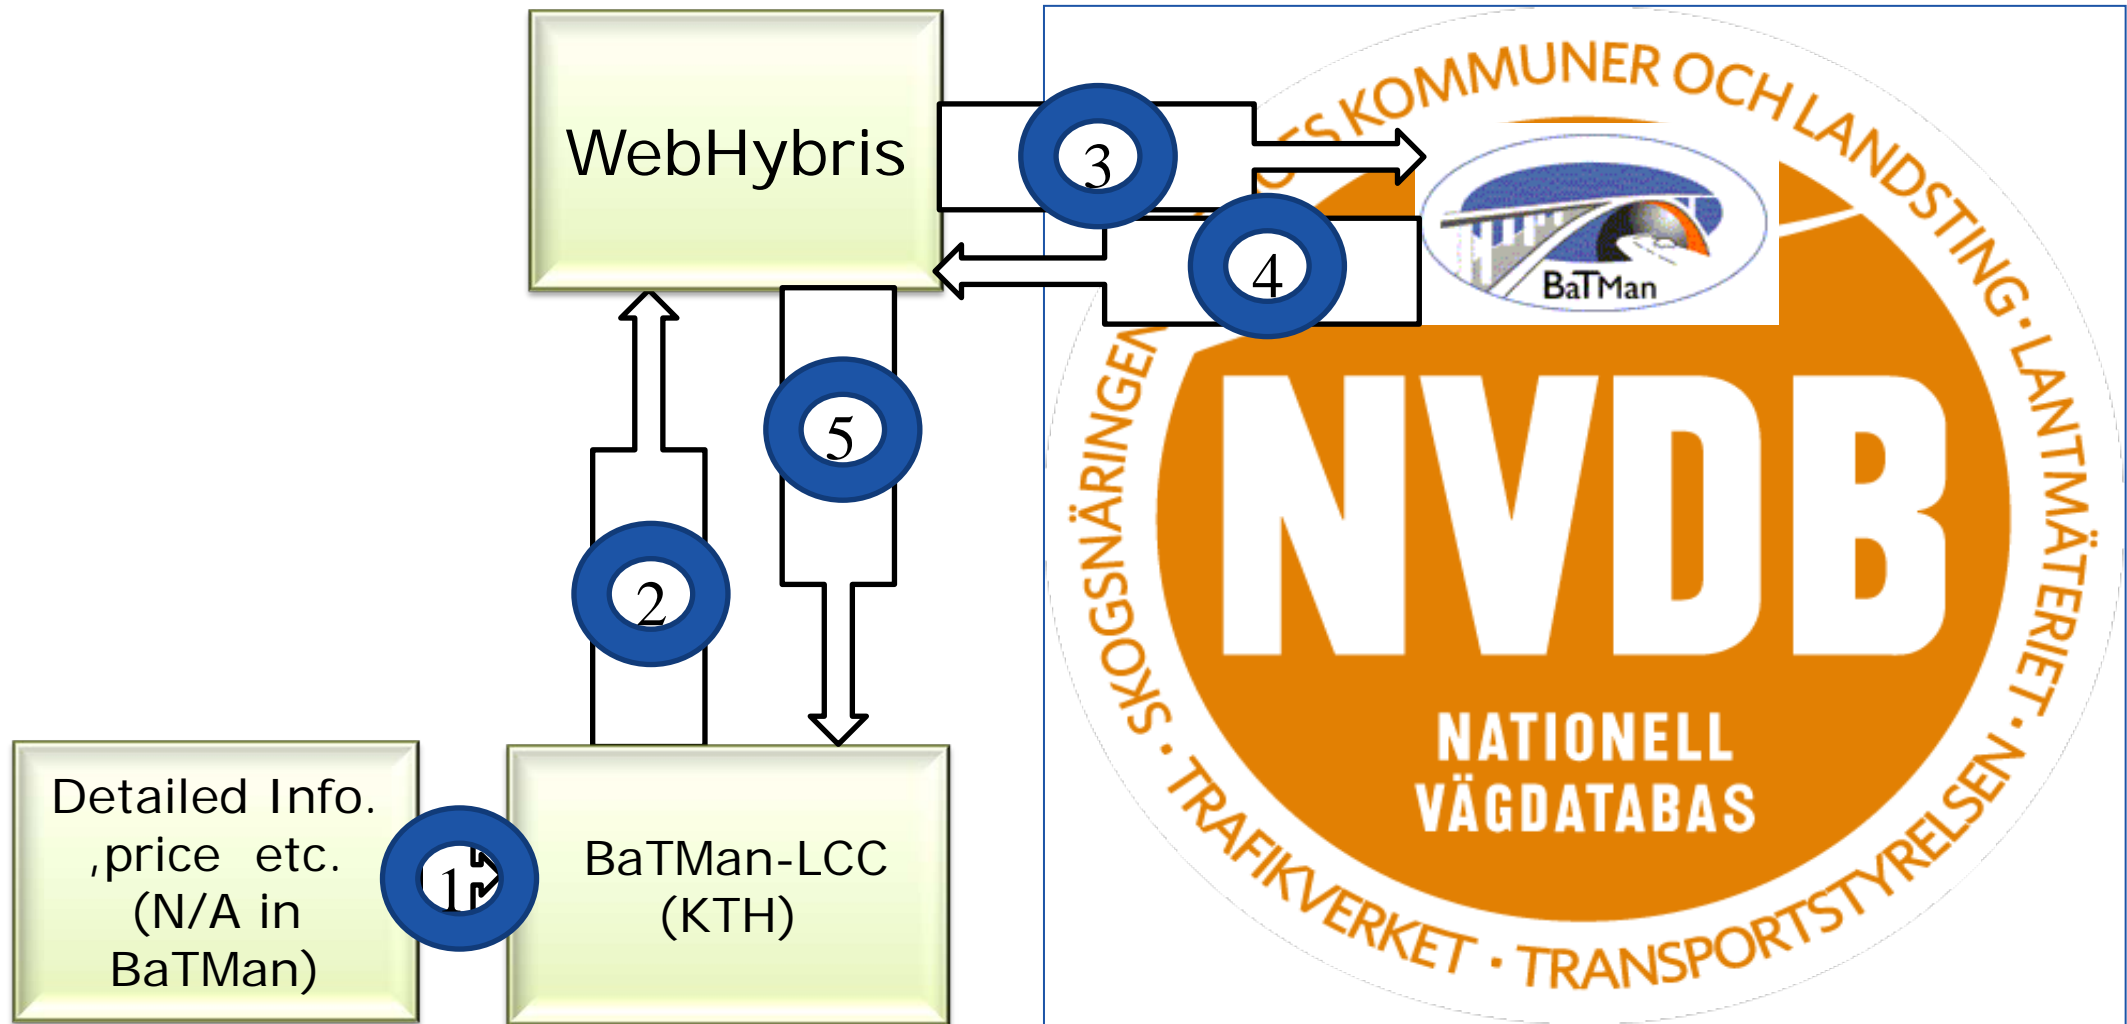 WebHybris
3
4
5
2
1
Detailed Info.
,price etc.
(N/A in
BaTMan)
BaTMan-LCC
(KTH)
BaTMan
KOMMUNER OCH LANDSTING · LANTMÄTERIET · TRANSPORTSTYRELSEN · TRAFIKVERKET · SKOGSNÄRINGEN
NVDB
NATIONELL
VÄGDATABAS